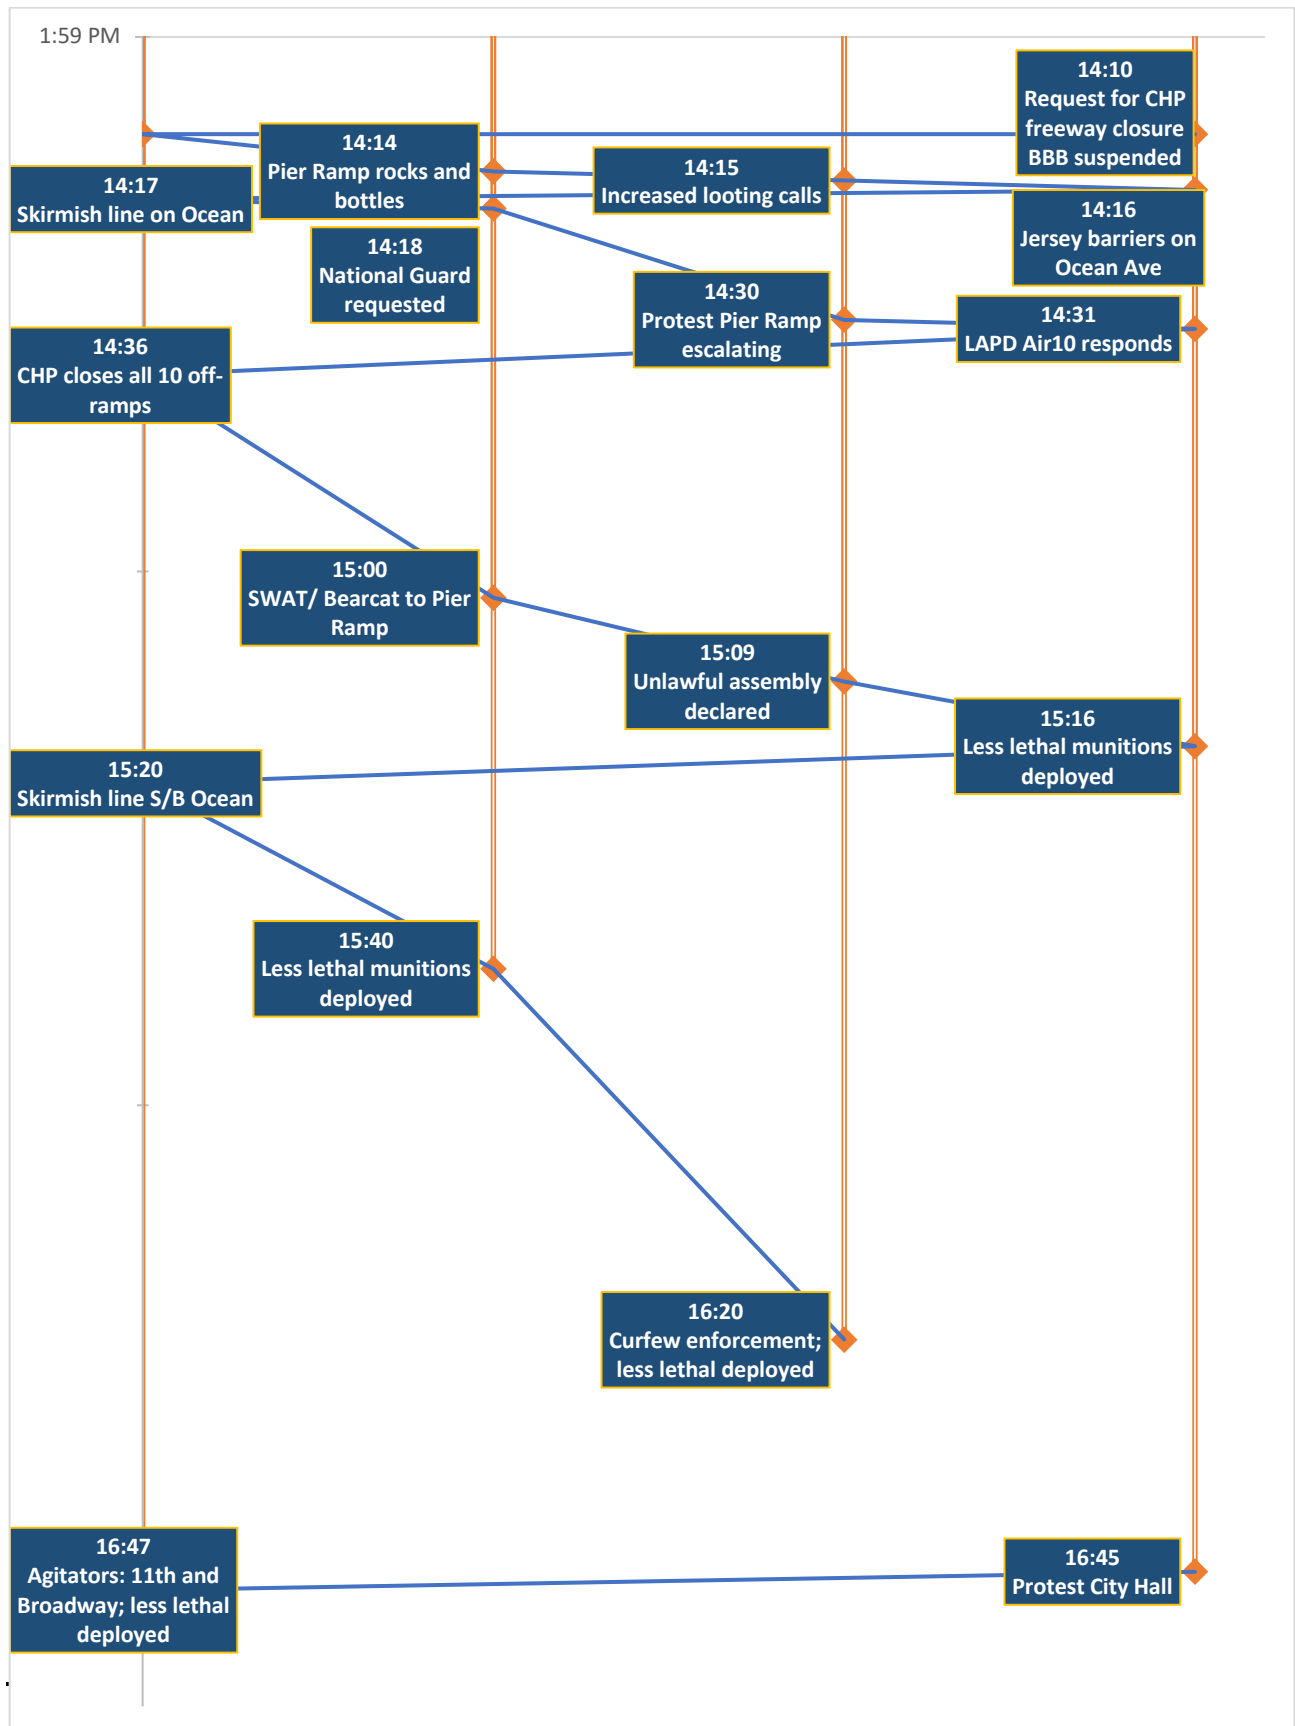 1:59 PM
14:10
Request for CHP
freeway closure
BBB suspended
14:14
Pier Ramp rocks and
bottles
14:15
Increased looting calls
14:17
Skirmish line on Ocean
14:16
Jersey barriers on
Ocean Ave
14:18
National Guard
requested
14:30
Protest Pier Ramp
escalating
14:31
LAPD Air10 responds
14:36
CHP closes all 10 off-
ramps
15:00
SWAT/ Bearcat to Pier
Ramp
15:09
Unlawful assembly
declared
15:16
Less lethal munitions
deployed
15:20
Skirmish line S/B Ocean
15:40
Less lethal munitions
deployed
16:20
Curfew enforcement;
less lethal deployed
16:47
Agitators: 11th and
Broadway; less lethal
deployed
16:45
Protest City Hall